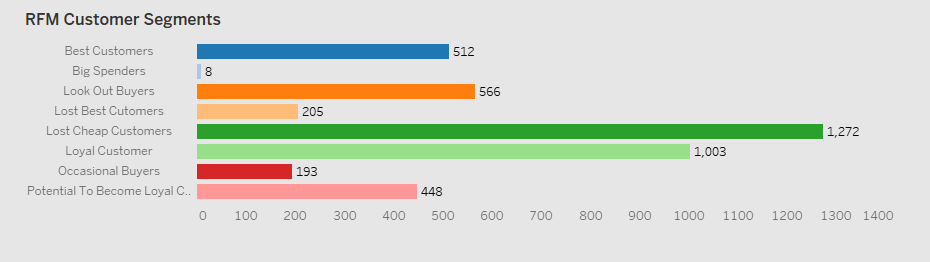 RFM Customer Segments
Best Customers 512
Big Spenders 8
Look Out Buyers 566
Lost Best Cutomers 205
Lost Cheap Customers 1,272
Loyal Customer 1,003
Occasional Buyers 193
Potential To Become Loyal C.. 448
0 100 200 300 400 500 600 700 800 900 1000 1100 1200 1300 1400